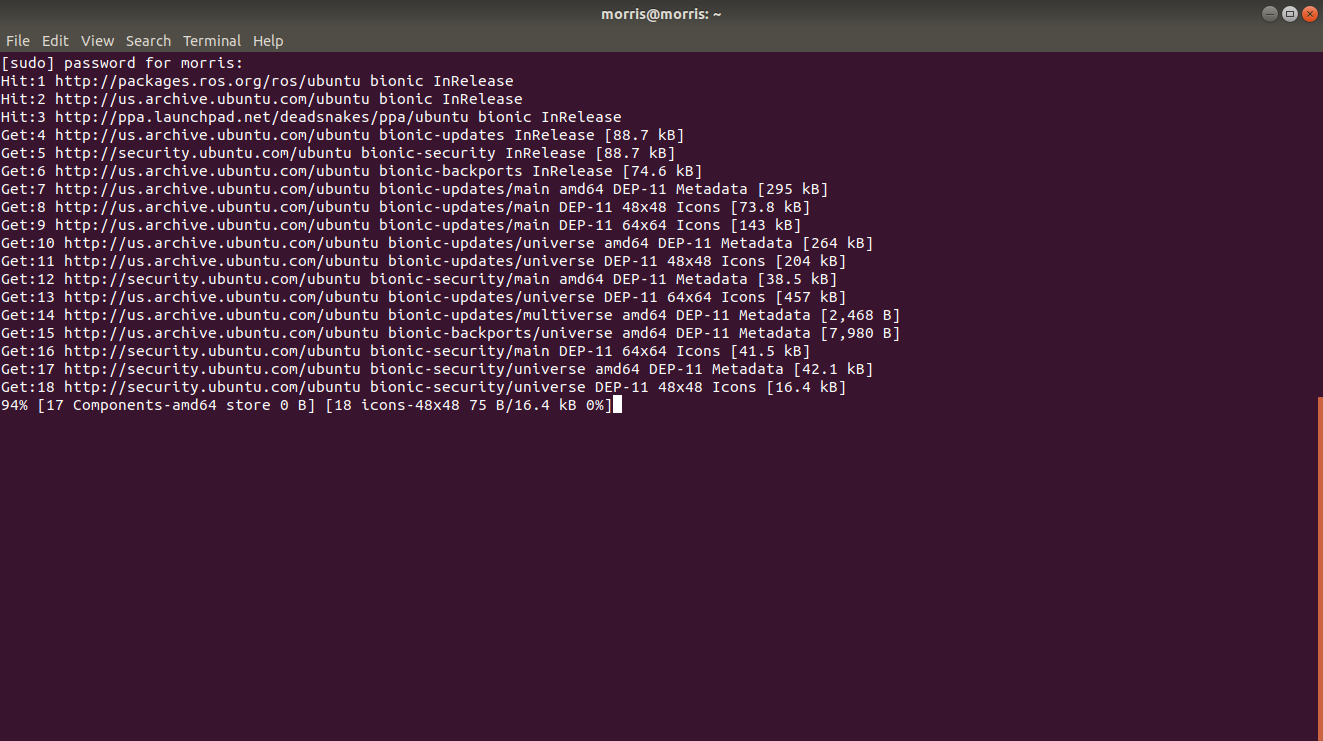 morris@morris: ~
File Edit View Search Terminal Help
[sudo] password for morris:
Hit:1 http://packages.ros.org/ros/ubuntu bionic InRelease
Hit:2 http://us.archive.ubuntu.com/ubuntu bionic InRelease
Hit:3 http://ppa.launchpad.net/deadsnakes/ppa/ubuntu bionic InRelease
Get:4 http://us.archive.ubuntu.com/ubuntu bionic-updates InRelease [88.7 kB]
Get:5 http://security.ubuntu.com/ubuntu bionic-security InRelease [88.7 kB]
Get:6 http://us.archive.ubuntu.com/ubuntu bionic-backports InRelease [74.6 kB]
Get:7 http://us.archive.ubuntu.com/ubuntu bionic-updates/main amd64 DEP-11 Metadata [295 kB]
Get:8 http://us.archive.ubuntu.com/ubuntu bionic-updates/main DEP-11 48x48 Icons [73.8 kB]
Get:9 http://us.archive.ubuntu.com/ubuntu bionic-updates/main DEP-11 64x64 Icons [143 kB]
Get:10 http://us.archive.ubuntu.com/ubuntu bionic-updates/universe amd64 DEP-11 Metadata [264 kB]
Get:11 http://us.archive.ubuntu.com/ubuntu bionic-updates/universe DEP-11 48x48 Icons [204 kB]
Get:12 http://security.ubuntu.com/ubuntu bionic-security/main amd64 DEP-11 Metadata [38.5 kB]
Get:13 http://us.archive.ubuntu.com/ubuntu bionic-updates/universe DEP-11 64x64 Icons [457 kB]
Get:14 http://us.archive.ubuntu.com/ubuntu bionic-updates/multiverse amd64 DEP-11 Metadata [2,468 B]
Get:15 http://us.archive.ubuntu.com/ubuntu bionic-backports/universe amd64 DEP-11 Metadata [7,980 B]
Get:16 http://security.ubuntu.com/ubuntu bionic-security/main DEP-11 64x64 Icons [41.5 kB]
Get:17 http://security.ubuntu.com/ubuntu bionic-security/universe amd64 DEP-11 Metadata [42.1 kB]
Get:18 http://security.ubuntu.com/ubuntu bionic-security/universe DEP-11 48x48 Icons [16.4 kB]
94% [17 Components-amd64 store 0 B] [18 icons-48x48 75 B/16.4 kB 0%]